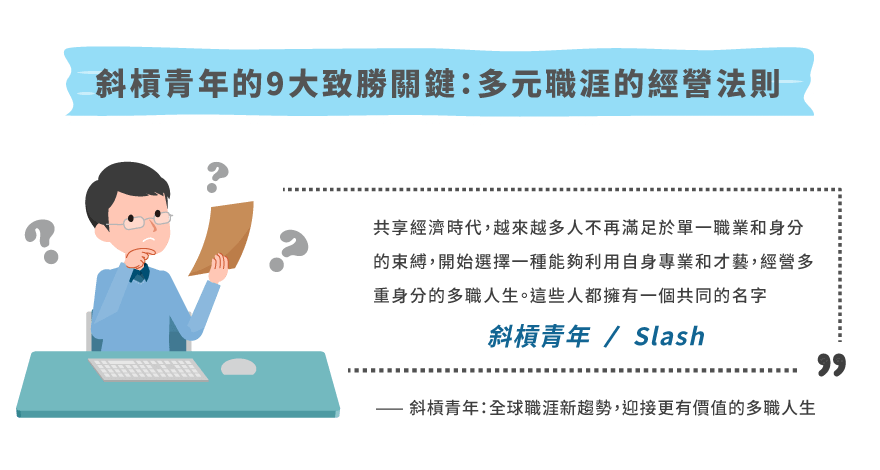 斜槓青年的9大致勝關鍵：多元職涯的經營法則
?
?
?
共享經濟時代，越來越多人不再滿足於單一職業和身分
的束縛，開始選擇一種能夠利用自身專業和才藝，經營多
重身分的多職人生。這些人都擁有一個共同的名字
斜槓青年 / Slash
”
—— 斜槓青年：全球職涯新趨勢，迎接更有價值的多職人生